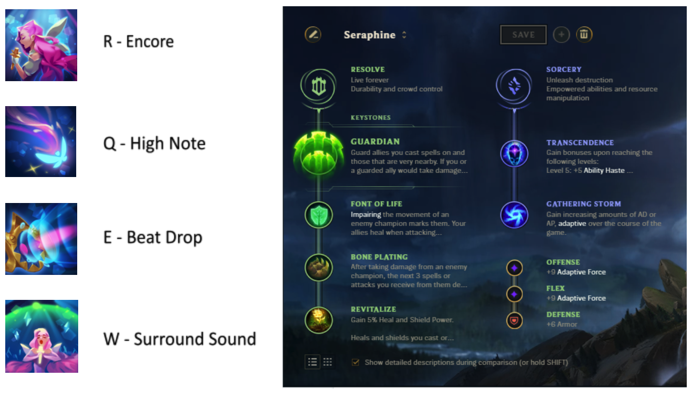 R - Encore
Q - High Note
E - Beat Drop
W - Surround Sound
Seraphine
SAVE
RESOLVE
Live forever
Durability and crowd control
KEYSTONES
GUARDIAN
Guard allies you cast spells on and
those that are very nearby. If you or
a guarded ally would take damage...
FONT OF LIFE
Impairing the movement of an
enemy champion marks them. Your
allies heal when attacking...
BONE PLATING
After taking damage from an enemy
champion, the next 3 spells or
attacks you receive from them de...
REVITALIZE
Gain 5% Heal and Shield Power.
Heals and shields you cast or...
SORCERY
Unleash destruction
Empowered abilities and resource
manipulation
TRANSCENDENCE
Gain bonuses upon reaching the
following levels:
Level 5: +5 Ability Haste ...
GATHERING STORM
Gain increasing amounts of AD or
AP, adaptive over the course of the
game.
OFFENSE
+9 Adaptive Force
FLEX
+9 Adaptive Force
DEFENSE
+6 Armor
Show detailed descriptions during comparison (or hold SHIFT)